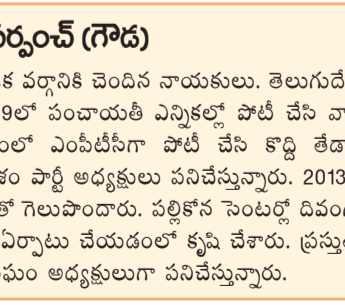 ర్పంచ్ (గౌడ)
క వర్గానికి చెందిన నాయకులు. తెలుగుదే
9లో పంచాయతీ ఎన్నికల్లో పోటీ చేసి వా
ంలో ఎంపీటీసీగా పోటీ చేసి కొద్ది తేడా
శం పార్టీ అధ్యక్షులు పనిచేస్తున్నారు. 2013
తో గెలుపొందారు. పల్లికోన సెంటర్లో దివం
ఏర్పాటు చేయడంలో కృషి చేశారు. ప్రస్తు
ఘం అధ్యక్షులుగా పనిచేస్తున్నారు.